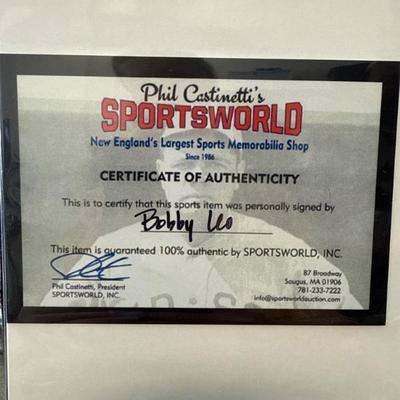 Phil Castinetti's
SPORTSWORLD
New England's Largest Sports Memorabilia Shop
Since 1986
CERTIFICATE OF AUTHENTICITY
This is to certify that this sports item was personally signed by
Bobby Leo
This item is guaranteed 100% authentic by SPORTSWORLD, INC.
Phil Castinetti, President
SPORTSWORLD, INC.
87 Broadway
Saugus, MA 01906
781-233-7222
info@sportsworldauction.com